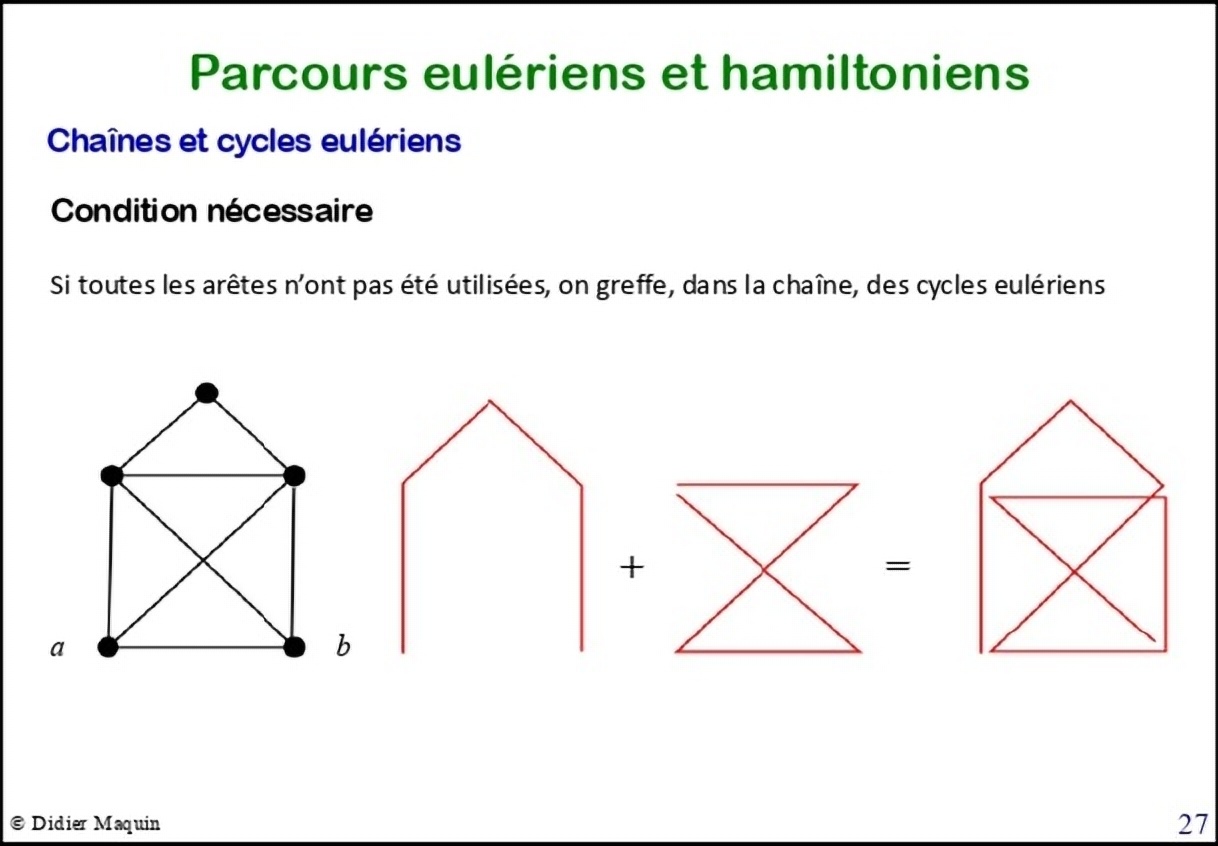 Parcours eulériens et hamiltoniens
Chaînes et cycles eulériens
Condition nécessaire
Si toutes les arêtes n’ont pas été utilisées, on greffe, dans la chaîne, des cycles eulériens
+
=
a
b
© Didier Maquin
27